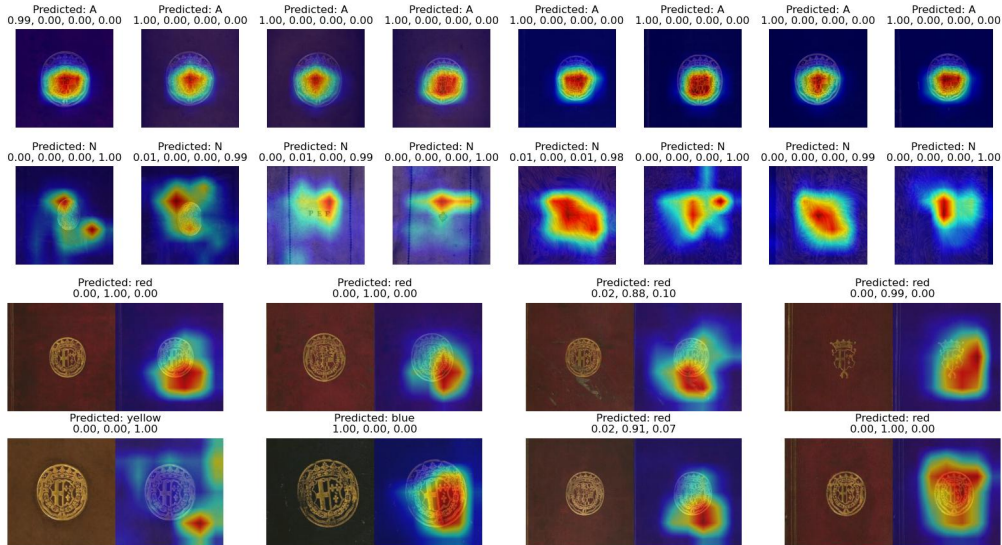 Predicted: A Predicted: A Predicted: A Predicted: A Predicted: A Predicted: A Predicted: A Predicted: A
0.99, 0.00, 0.00, 0.00 1.00, 0.00, 0.00, 0.00 1.00, 0.00, 0.00, 0.00 1.00, 0.00, 0.00, 0.00 1.00, 0.00, 0.00, 0.00 1.00, 0.00, 0.00, 0.00 1.00, 0.00, 0.00, 0.00 1.00, 0.00, 0.00, 0.00
Predicted: N Predicted: N Predicted: N Predicted: N Predicted: N Predicted: N Predicted: N Predicted: N
0.00, 0.00, 0.00, 1.00 0.01, 0.00, 0.00, 0.99 0.00, 0.01, 0.00, 0.99 0.00, 0.00, 0.00, 1.00 0.01, 0.00, 0.01, 0.98 0.00, 0.00, 0.00, 1.00 0.00, 0.00, 0.00, 0.99 0.00, 0.00, 0.00, 1.00
Predicted: red Predicted: red Predicted: red Predicted: red
0.00, 1.00, 0.00 0.00, 1.00, 0.00 0.02, 0.88, 0.10 0.00, 0.99, 0.00
Predicted: yellow Predicted: blue Predicted: red Predicted: red
0.00, 0.00, 1.00 1.00, 0.00, 0.00 0.02, 0.91, 0.07 0.00, 1.00, 0.00